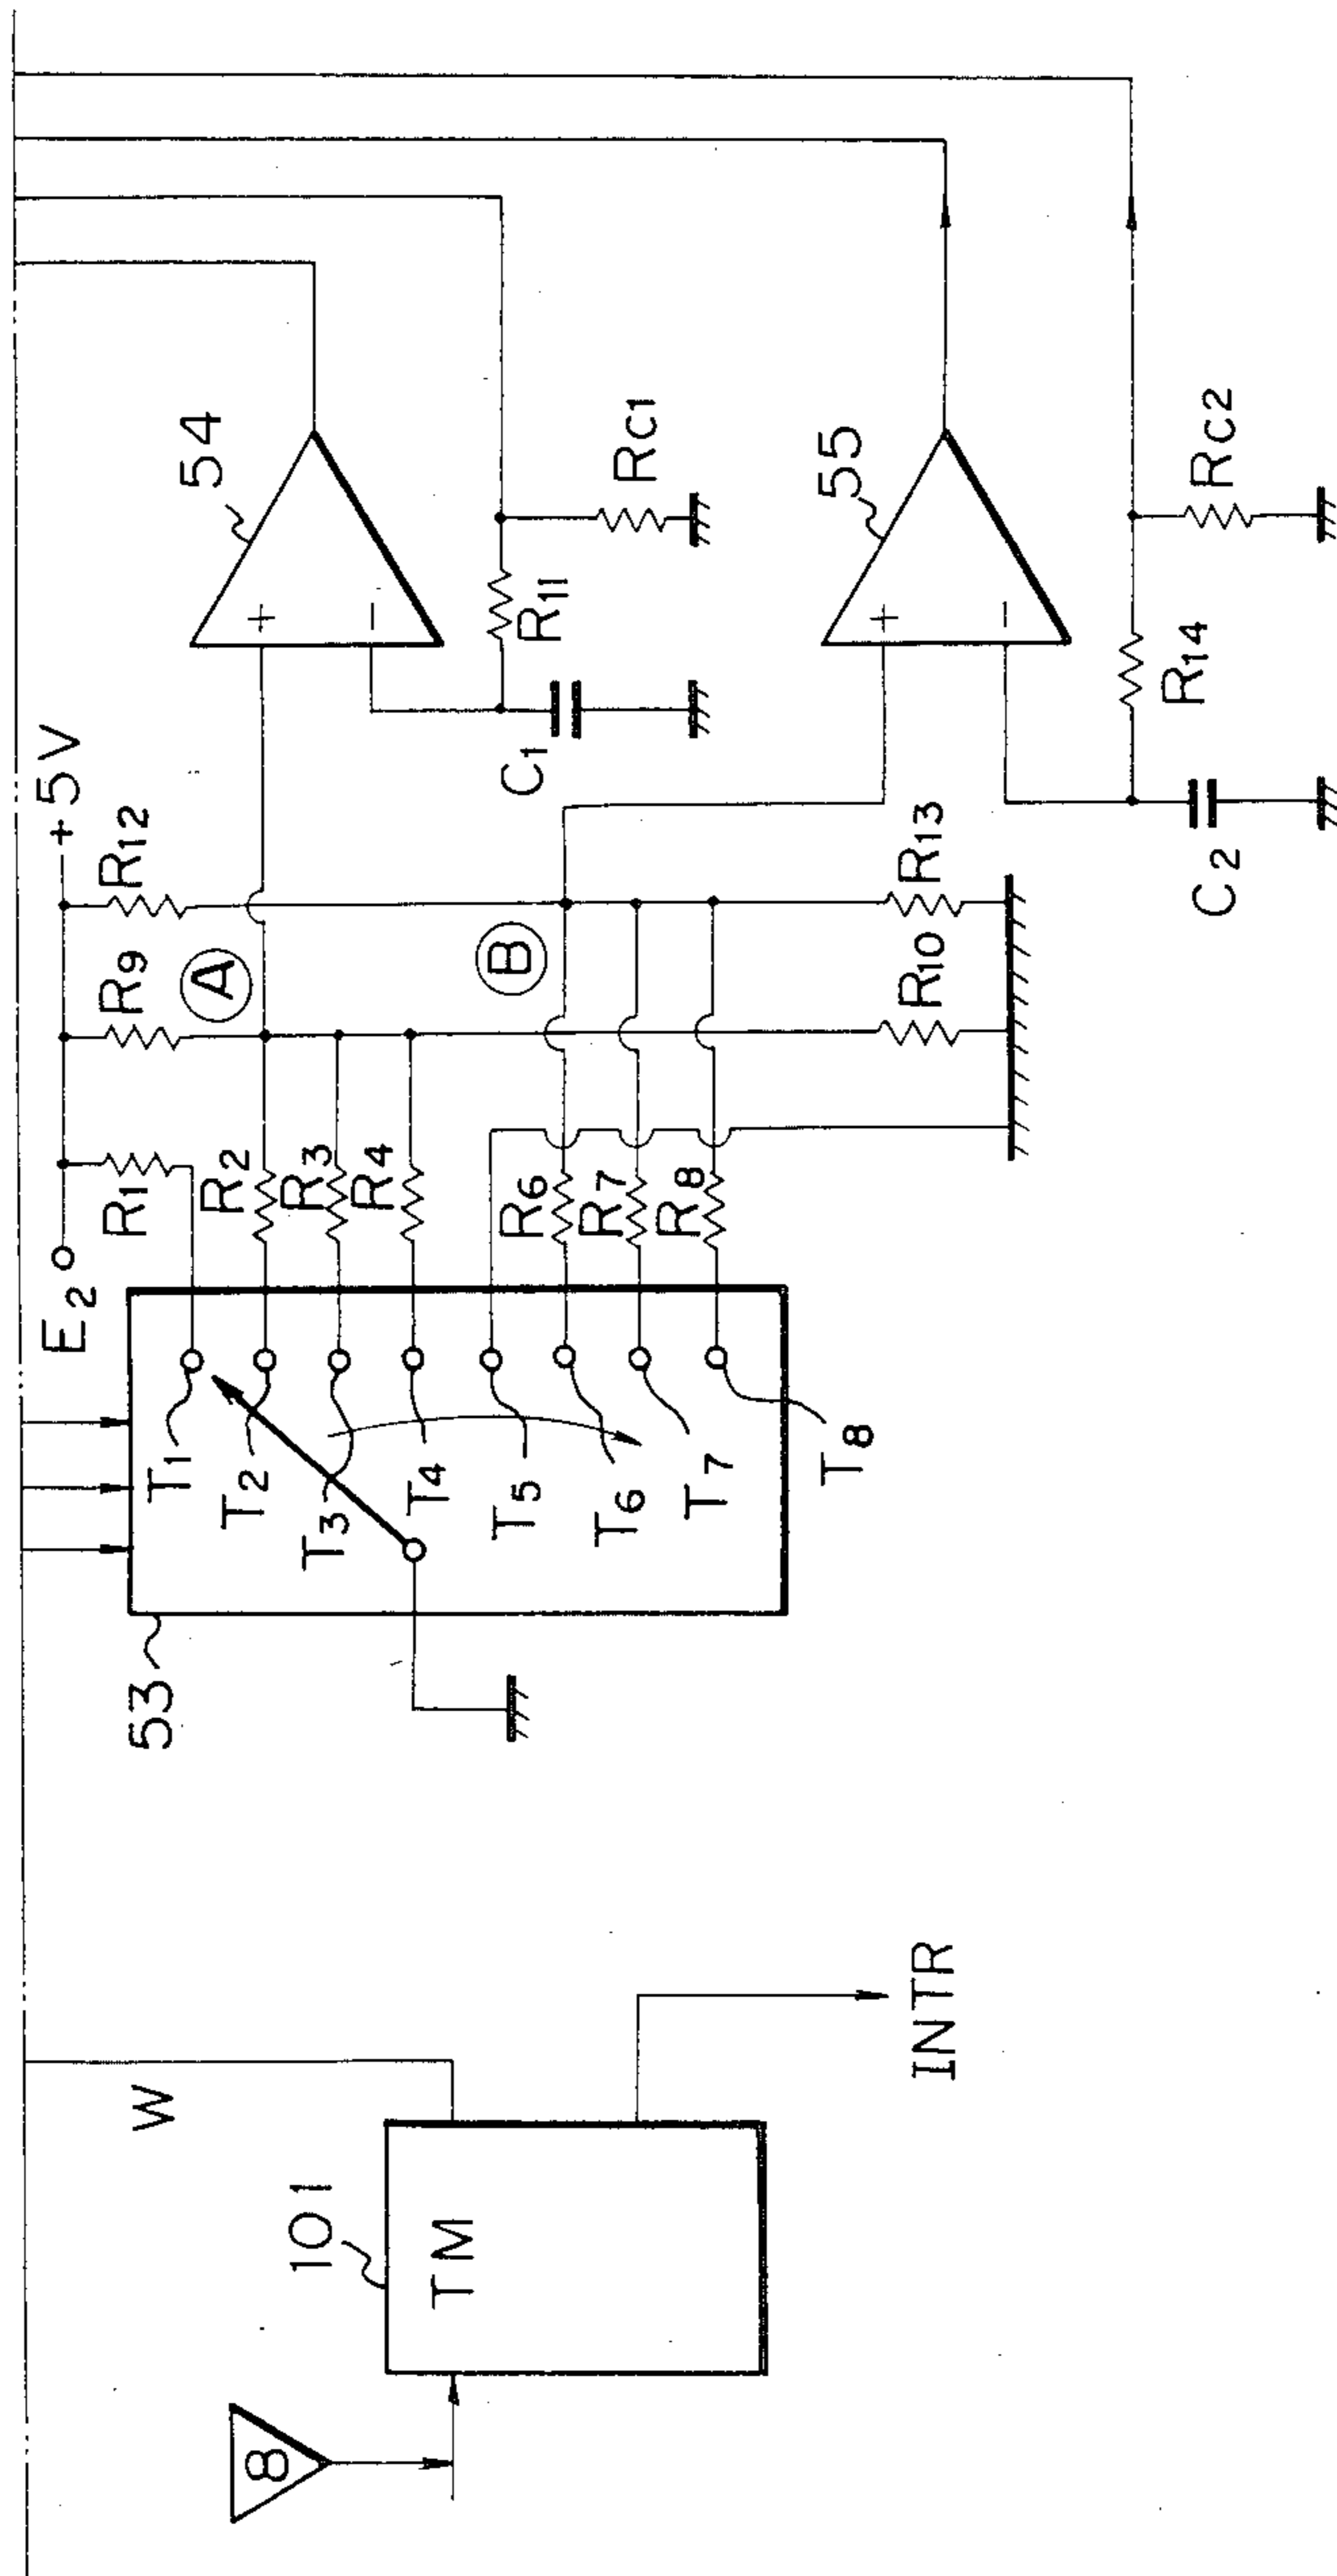 8
101
TM
W
INTR
53
T1
T2
T3
T4
T5
T6
T7
T8
E2
+5V
R1
R2
R3
R4
R6
R7
R8
R9
R12
A
B
R10
R13
54
+
−
R11
RC1
C1
55
+
−
R14
RC2
C2